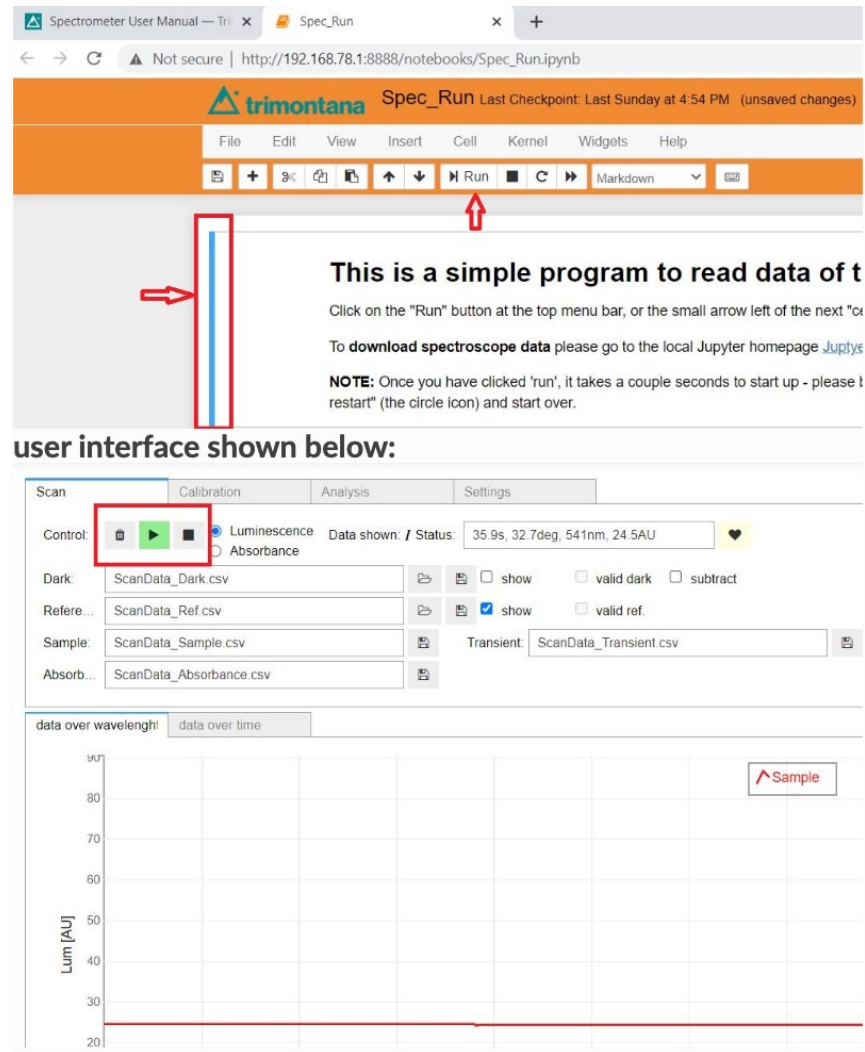 Spectrometer User Manual — Tri
Spec_Run
Not secure | http://192.168.78.1:8888/notebooks/Spec_Run.ipynb
trimontana Spec_Run Last Checkpoint: Last Sunday at 4:54 PM (unsaved changes)
File Edit View Insert Cell Kernel Widgets Help
Run Markdown
This is a simple program to read data of t
Click on the "Run" button at the top menu bar, or the small arrow left of the next "ce
To download spectroscope data please go to the local Jupyter homepage Juptye
NOTE: Once you have clicked 'run', it takes a couple seconds to start up - please b
restart" (the circle icon) and start over.
user interface shown below:
Scan Calibration Analysis Settings
Control: Luminescence Data shown: I Status: 35.9s, 32.7deg, 541nm, 24.5AU
Absorbance
Dark: ScanData_Dark.csv show valid dark subtract
Refere... ScanData_Ref.csv show valid ref.
Sample: ScanData_Sample.csv Transient: ScanData_Transient.csv
Absorb... ScanData_Absorbance.csv
data over wavelenght data over time
90
Sample
80
70
60
50
Lum [AU]
40
30
20